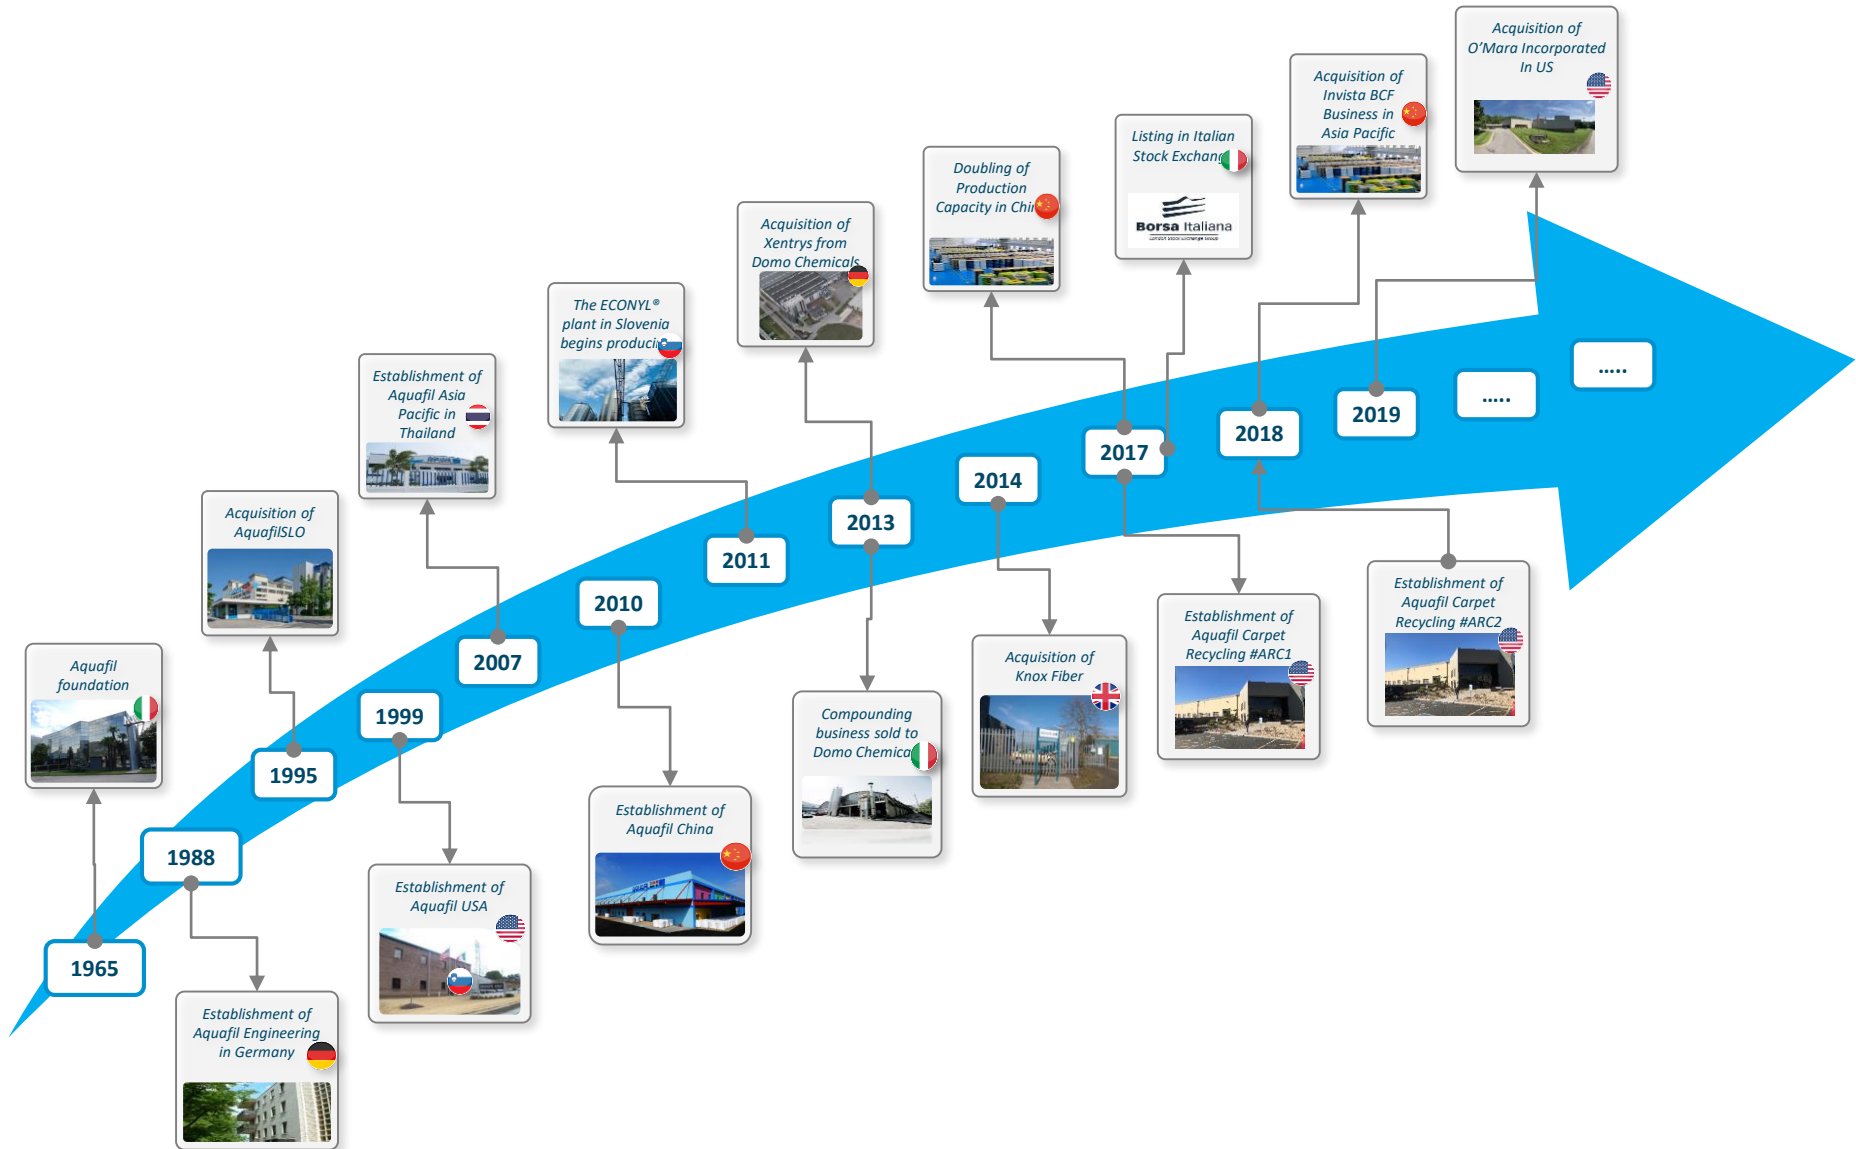 Acquisition of
O'Mara Incorporated
In US
Acquisition of
Invista BCF
Business in
Asia Pacific
Listing in Italian
Stock
Borsa Italiana
London Stock Exchange Group
Doubling of
Production
Capacity in
Acquisition of
Xentrys from
Domo Chemicals
The ECONYL®
plant in Slovenia
begins
Establishment of
Aquafil Asia
Pacific in
Thailand
Acquisition of
AquafilSLO
Aquafil
foundation
1965
1988
1995
1999
2007
2010
2011
2013
2014
2017
2018
2019
.....
.....
Establishment of
Aquafil Engineering
in Germany
Establishment of
Aquafil USA
Establishment of
Aquafil China
Compounding
business sold to
Domo
Acquisition of
Knox Fiber
Establishment of
Aquafil Carpet
Recycling #ARC1
Establishment of
Aquafil Carpet
Recycling #ARC2